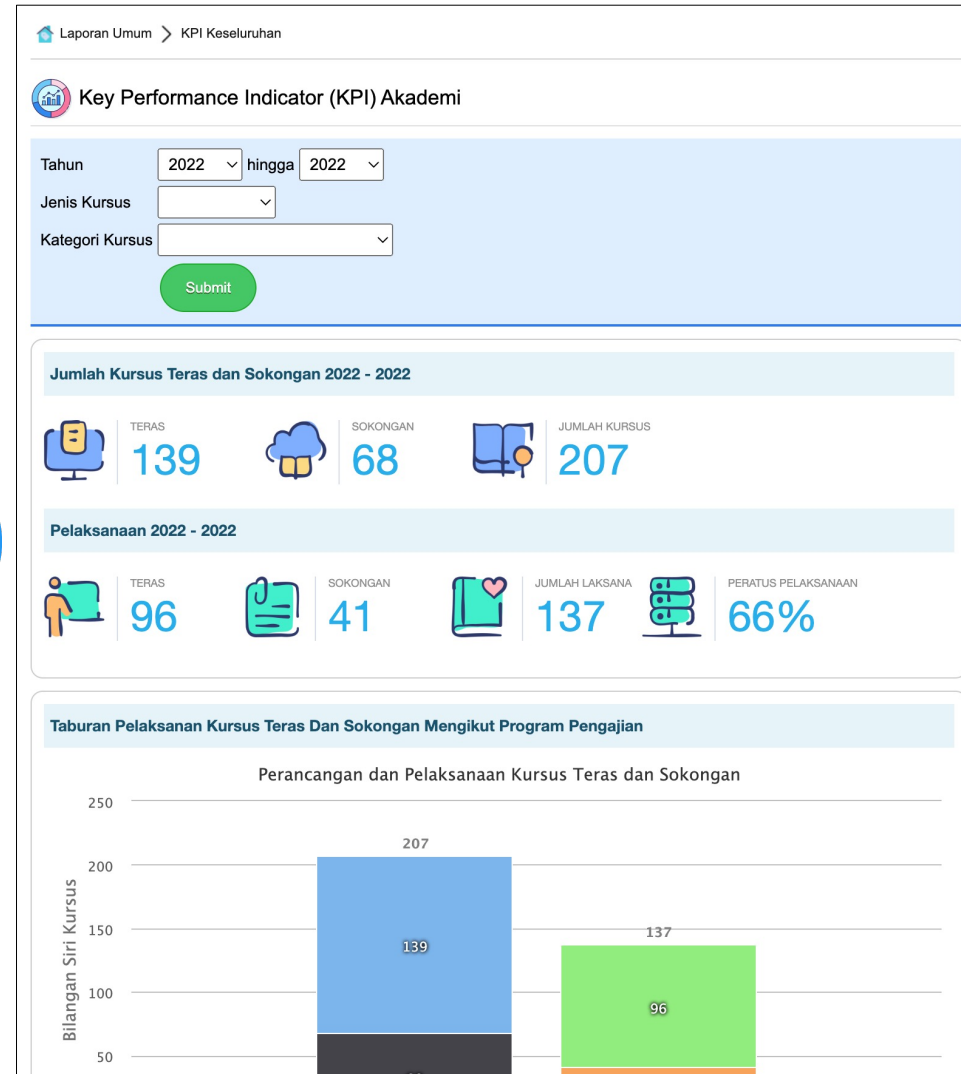 Laporan Umum > KPI Keseluruhan
Key Performance Indicator (KPI) Akademi
Tahun 2022 hingga 2022
Jenis Kursus
Kategori Kursus
Submit
Jumlah Kursus Teras dan Sokongan 2022 - 2022
TERAS SOKONGAN JUMLAH KURSUS
139 68 207
Pelaksanaan 2022 - 2022
TERAS SOKONGAN JUMLAH LAKSANA PERATUS PELAKSANAAN
96 41 137 66%
Taburan Pelaksanan Kursus Teras Dan Sokongan Mengikut Program Pengajian
Perancangan dan Pelaksanaan Kursus Teras dan Sokongan
Bilangan Siri Kursus
250
207
200
150
139
137
100
96
50